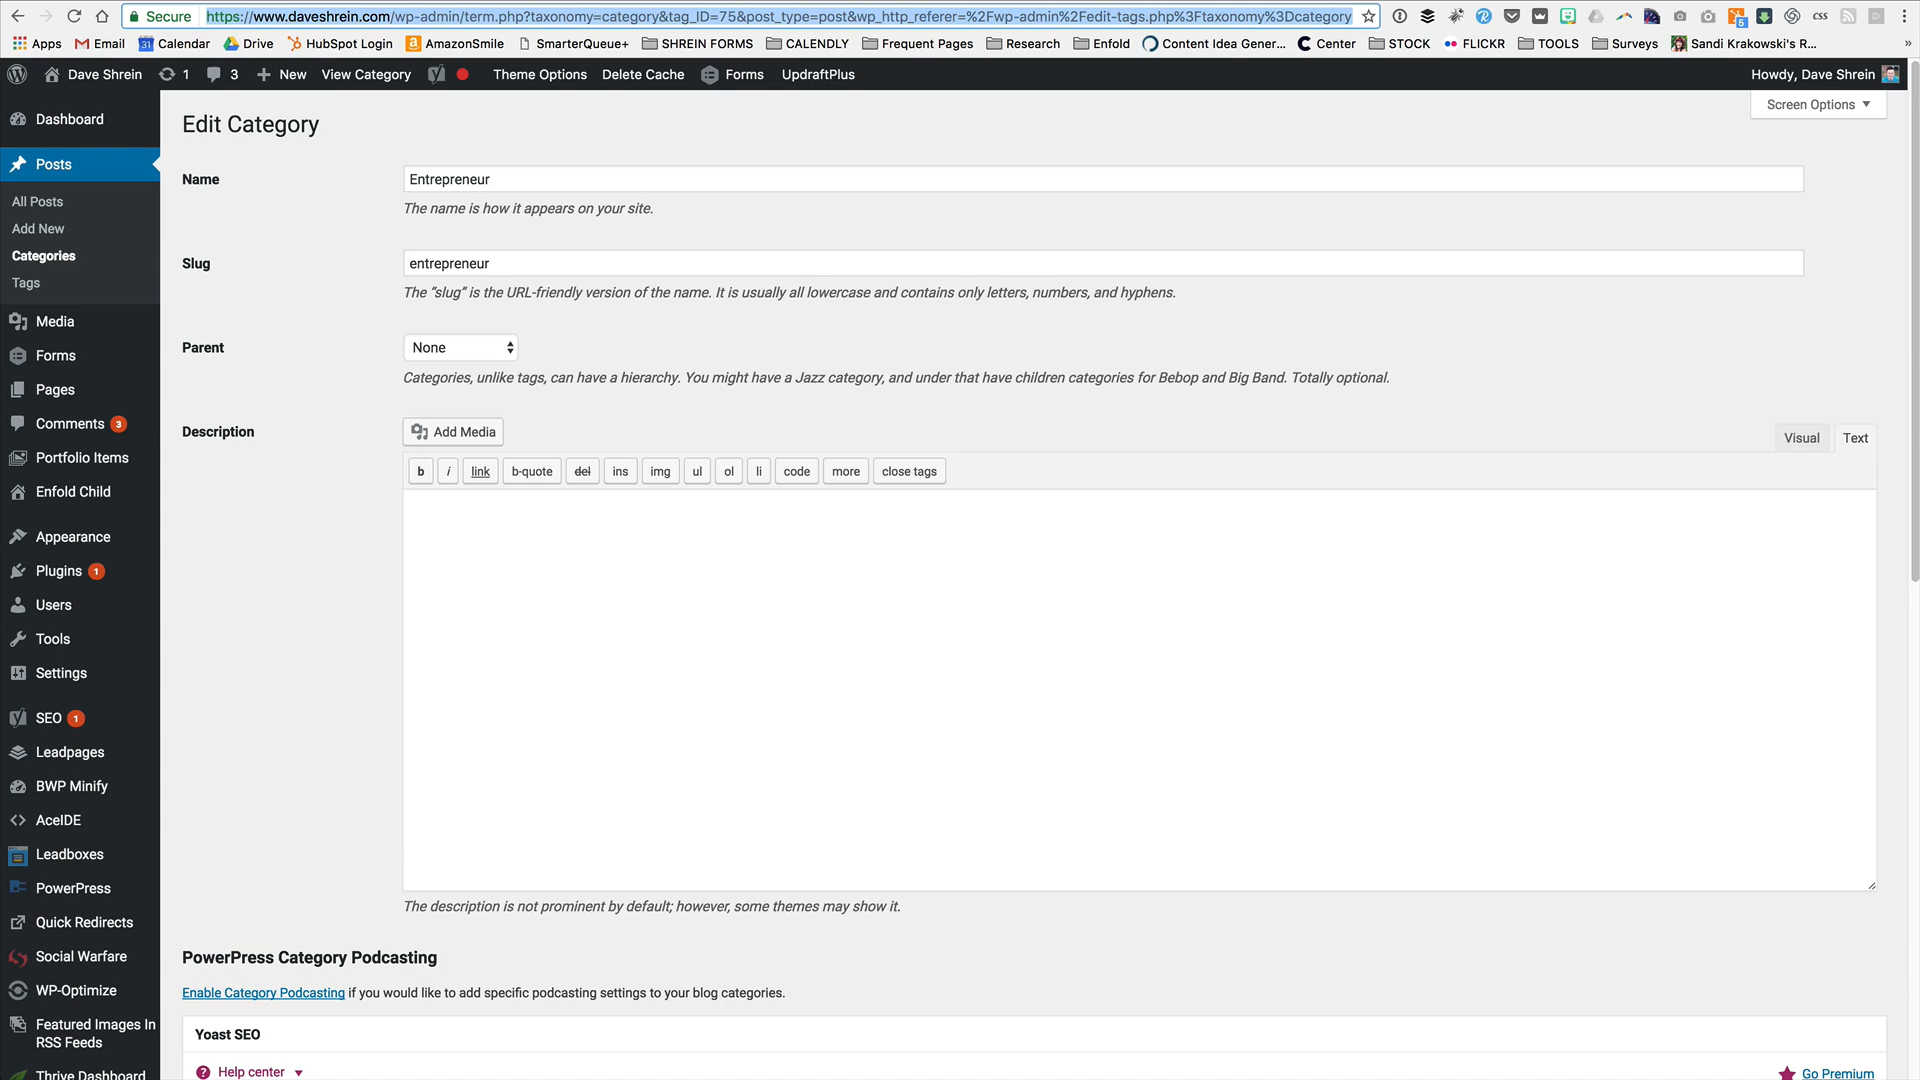 Secure https://www.daveshrein.com/wp-admin/term.php?taxonomy=category&tag_ID=75&post_type=post&wp_http_referer=%2Fwp-admin%2Fedit-tags.php%3Ftaxonomy%3Dcategory
Apps Email Calendar Drive HubSpot Login AmazonSmile SmarterQueue+ SHREIN FORMS CALENDLY Frequent Pages Research Enfold Content Idea Gener... Center STOCK FLICKR TOOLS Surveys Sandi Krakowski's R... »
Dave Shrein 1 3 New View Category Theme Options Delete Cache Forms UpdraftPlus Howdy, Dave Shrein
Screen Options
Dashboard
Posts
All Posts
Add New
Categories
Tags
Media
Forms
Pages
Comments 3
Portfolio Items
Enfold Child
Appearance
Plugins 1
Users
Tools
Settings
SEO 1
Leadpages
BWP Minify
AceIDE
Leadboxes
PowerPress
Quick Redirects
Social Warfare
WP-Optimize
Featured Images In
RSS Feeds
Thrive Dashboard
Edit Category
Name
Entrepreneur
The name is how it appears on your site.
Slug
entrepreneur
The “slug” is the URL-friendly version of the name. It is usually all lowercase and contains only letters, numbers, and hyphens.
Parent
None
Categories, unlike tags, can have a hierarchy. You might have a Jazz category, and under that have children categories for Bebop and Big Band. Totally optional.
Description
Add Media
Visual Text
b i link b-quote del ins img ul ol li code more close tags
The description is not prominent by default; however, some themes may show it.
PowerPress Category Podcasting
Enable Category Podcasting if you would like to add specific podcasting settings to your blog categories.
Yoast SEO
Help center
Go Premium